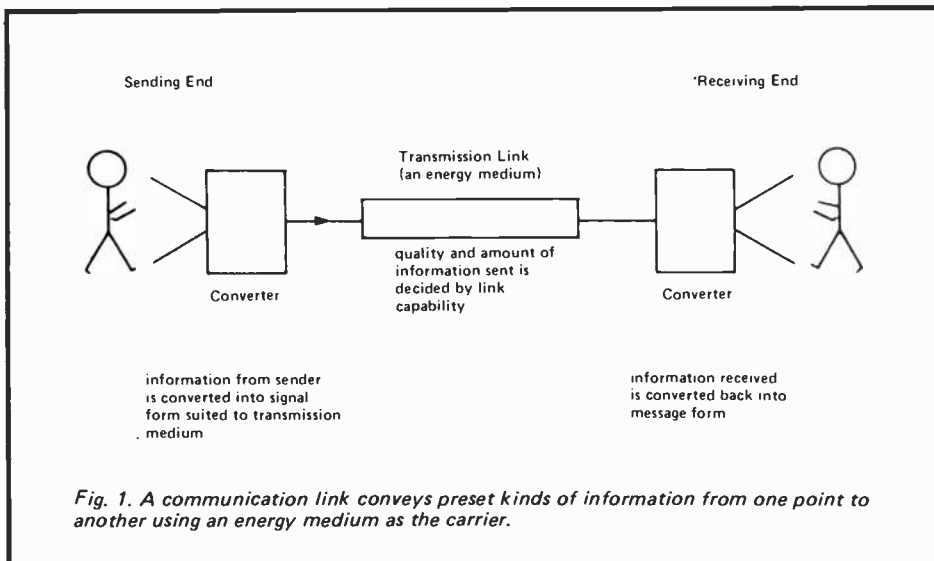 Sending End
Receiving End
Transmission Link
(an energy medium)
quality and amount of
information sent is
decided by link
capability
Converter
Converter
information from sender
is converted into signal
form suited to transmission
medium
information received
is converted back into
message form
Fig. 1. A communication link conveys preset kinds of information from one point to
another using an energy medium as the carrier.